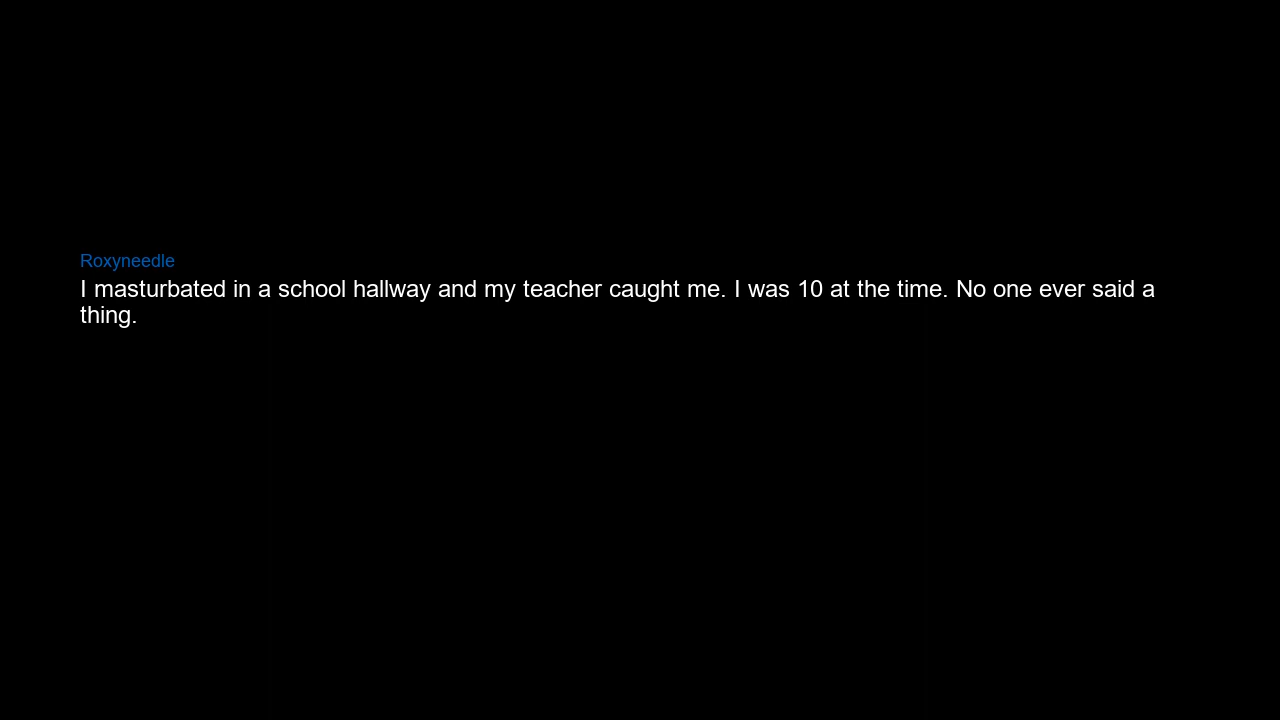 Roxyneedle
I masturbated in a school hallway and my teacher caught me. I was 10 at the time. No one ever said a
thing.